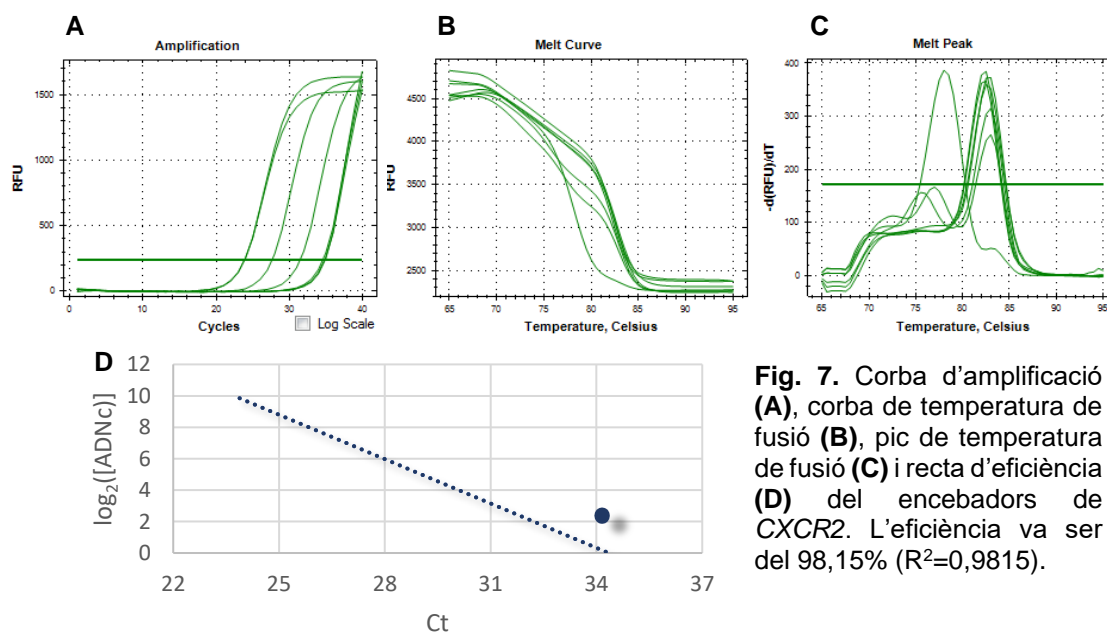 A
Amplification
RFU
1500
1000
500
0
0
10
20
30
40
Cycles
Log Scale
B
Melt Curve
RFU
4500
4000
3500
3000
2500
65
70
75
80
85
90
95
Temperature, Celsius
C
Melt Peak
-d(RFU)/dT
400
300
200
100
0
65
70
75
80
85
90
95
Temperature, Celsius
D
log2([ADNc)]
12
10
8
6
4
2
0
22
25
28
31
34
37
Ct
Fig. 7. Corba d’amplificació
(A), corba de temperatura de
fusió (B), pic de temperatura
de fusió (C) i recta d’eficiència
(D) del encebadors de
CXCR2. L’eficiència va ser
del 98,15% (R²=0,9815).